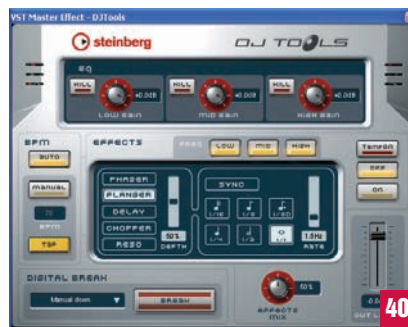 VST Master Effect - DJTools
steinberg
DJ TOOLS
EQ
KILL
+0.0dB
LOW GAIN
KILL
+0.0dB
MID GAIN
KILL
+0.0dB
HIGH GAIN
BPM
AUTO
MANUAL
BPM
TAP
EFFECTS
FREQ
LOW
MID
HIGH
PHASER
FLANGER
DELAY
CHOPPER
RESO
50%
DEPTH
SYNC
1/16
1/8
1/8D
1/4
1/2
1/1
1.5Hz
RATE
OFF
ON
DIGITAL BREAK
Manual down
BREAK
50%
EFFECTS
MIX
40